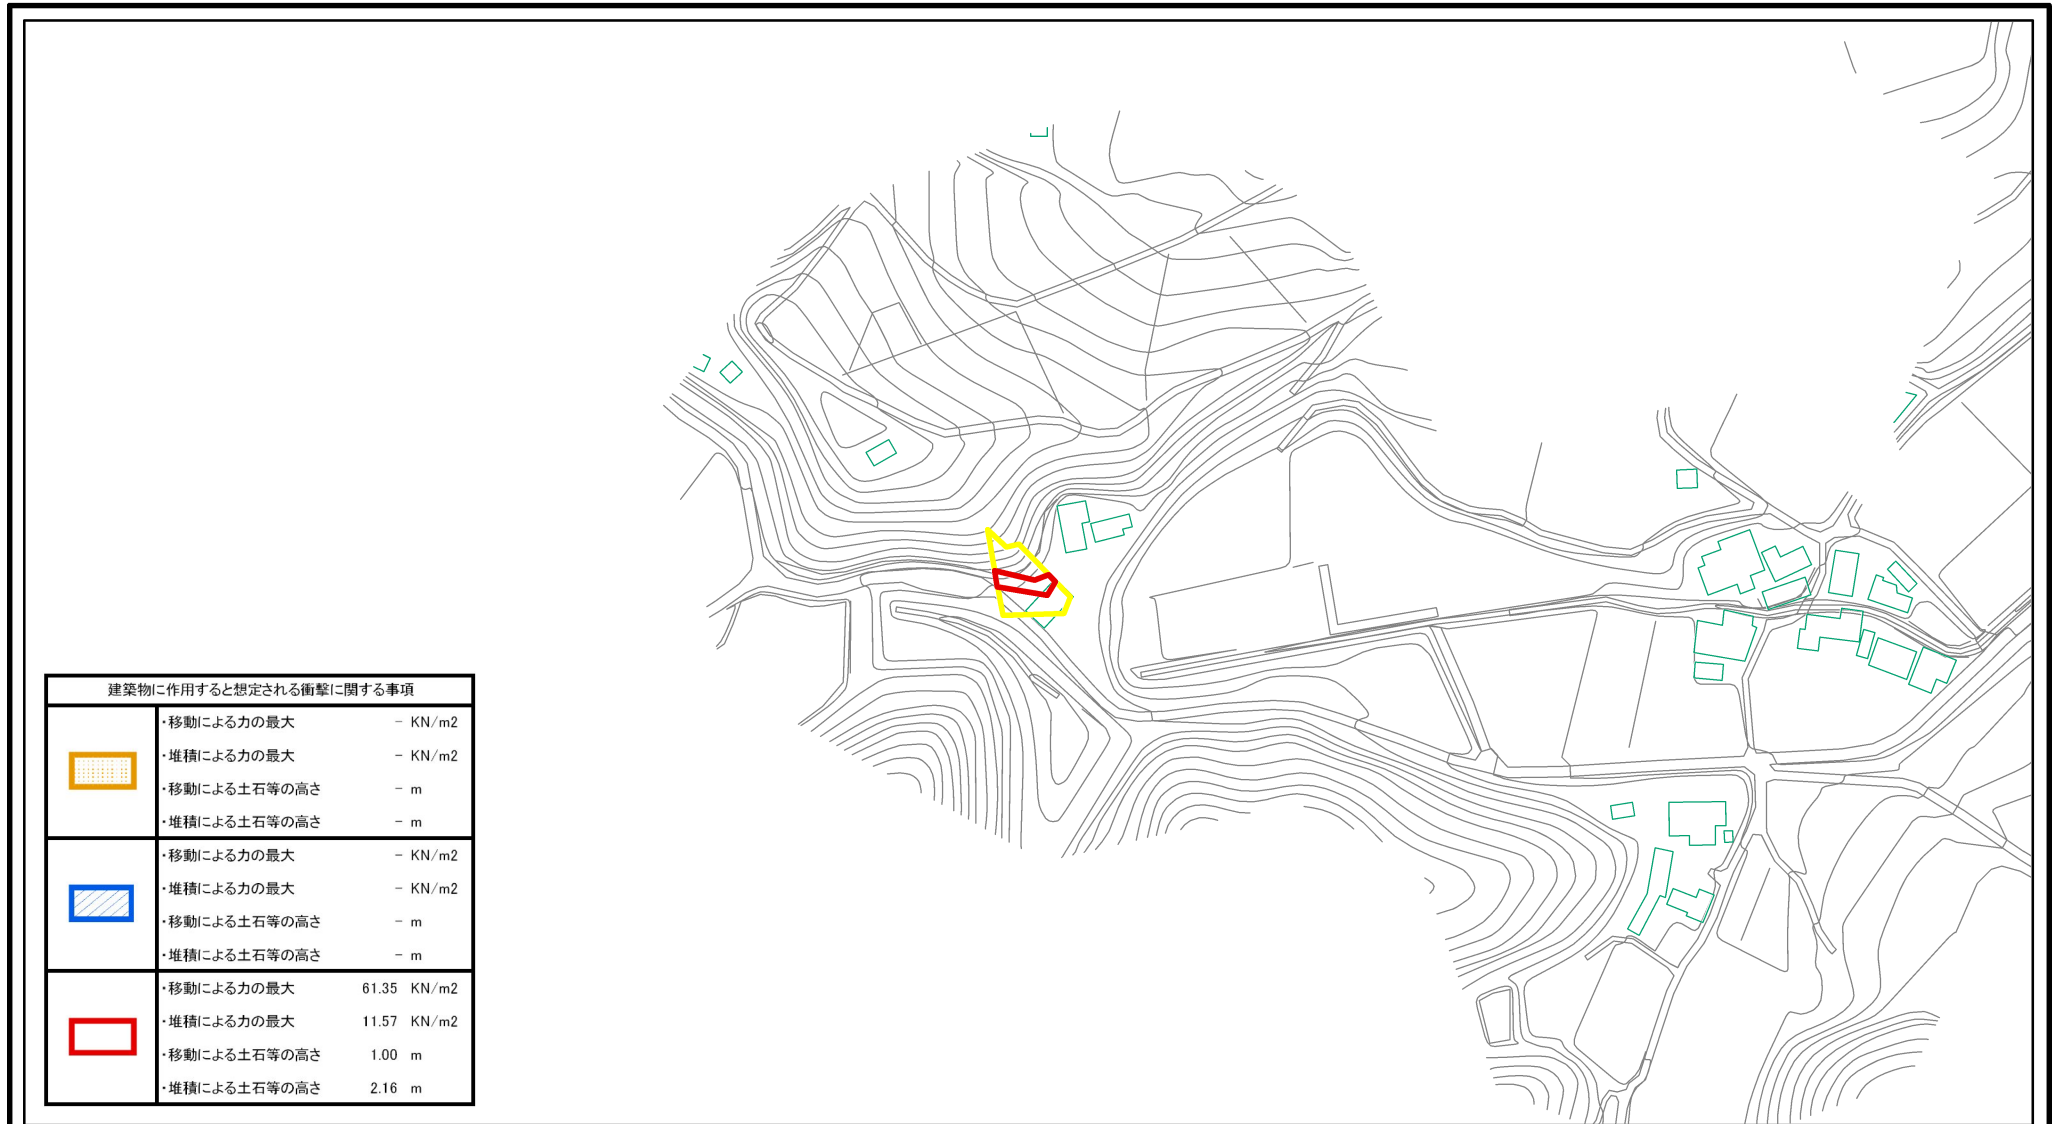 建築物に作用すると想定される衝撃に関する事項
・移動による力の最大 － KN/m2
・堆積による力の最大 － KN/m2
・移動による土石等の高さ － m
・堆積による土石等の高さ － m
・移動による力の最大 － KN/m2
・堆積による力の最大 － KN/m2
・移動による土石等の高さ － m
・堆積による土石等の高さ － m
・移動による力の最大 61.35 KN/m2
・堆積による力の最大 11.57 KN/m2
・移動による土石等の高さ 1.00 m
・堆積による土石等の高さ 2.16 m